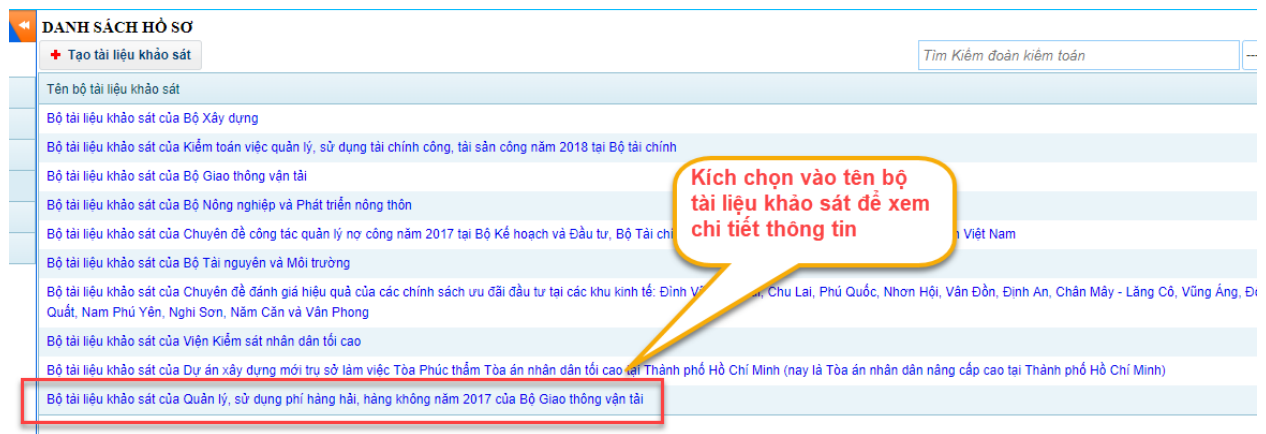 DANH SÁCH HỒ SƠ
Tạo tài liệu khảo sát
Tìm Kiêm đoàn kiêm toán
Tên bộ tài liệu khảo sát
Bộ tài liệu khảo sát của Bộ Xây dựng
Bộ tài liệu khảo sát của Kiểm toán việc quản lý, sử dụng tài chính công, tài sản công năm 2018 tại Bộ tài chính
Bộ tài liệu khảo sát của Bộ Giao thông vận tải
Bộ tài liệu khảo sát của Bộ Nông nghiệp và Phát triển nông thôn
Bộ tài liệu khảo sát của Chuyên đề công tác quản lý nợ công năm 2017 tại Bộ Kế hoạch và Đầu tư, Bộ Tài Việt Nam
Bộ tài liệu khảo sát của Bộ Tài nguyên và Môi trường
Bộ tài liệu khảo sát của Chuyên đề đánh giá hiệu quả của các chính sách ưu đãi đầu tư tại các khu kinh tế: Đình Chu Lai, Phú Quốc, Nhơn Hội, Vân Đồn, Định An, Chân Mây - Lăng Cô, Vũng Áng,
Quất, Nam Phú Yên, Nghi Sơn, Năm Căn và Vân Phong
Bộ tài liệu khảo sát của Viện Kiểm sát nhân dân tối cao
Bộ tài liệu khảo sát của Dự án xây dựng mới trụ sở làm việc Tòa Phúc thẩm Tòa án nhân dân tối cao tại Thành phố Hồ Chí Minh (nay là Tòa án nhân dân nâng cấp cao tại Thành phố Hồ Chí Minh)
Bộ tài liệu khảo sát của Quản lý, sử dụng phí hàng hải, hàng không năm 2017 của Bộ Giao thông vận tải
Kích chọn vào tên bộ
tài liệu khảo sát để xem
chi tiết thông tin